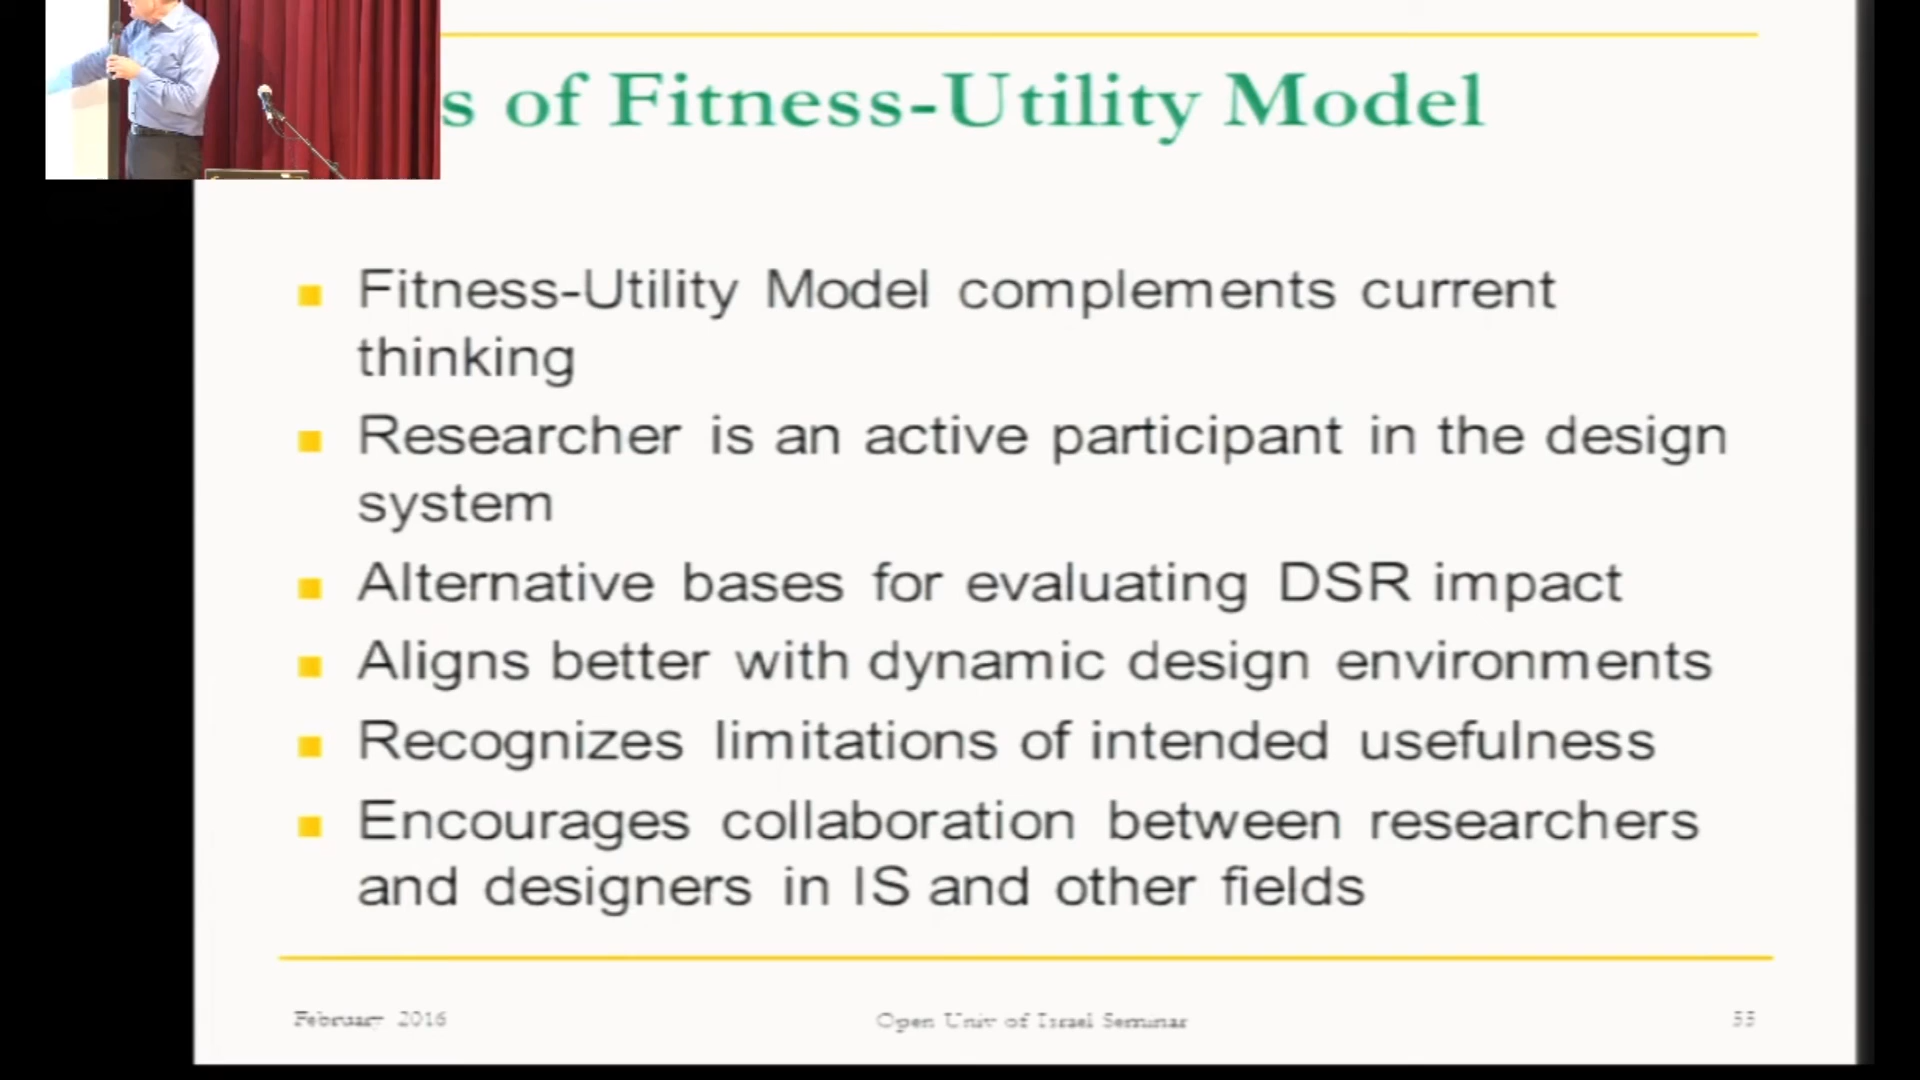 s of Fitness-Utility Model
Fitness-Utility Model complements current
thinking
Researcher is an active participant in the design
system
Alternative bases for evaluating DSR impact
Aligns better with dynamic design environments
Recognizes limitations of intended usefulness
Encourages collaboration between researchers
and designers in IS and other fields
February 2016
Open Univ of Israel Seminar